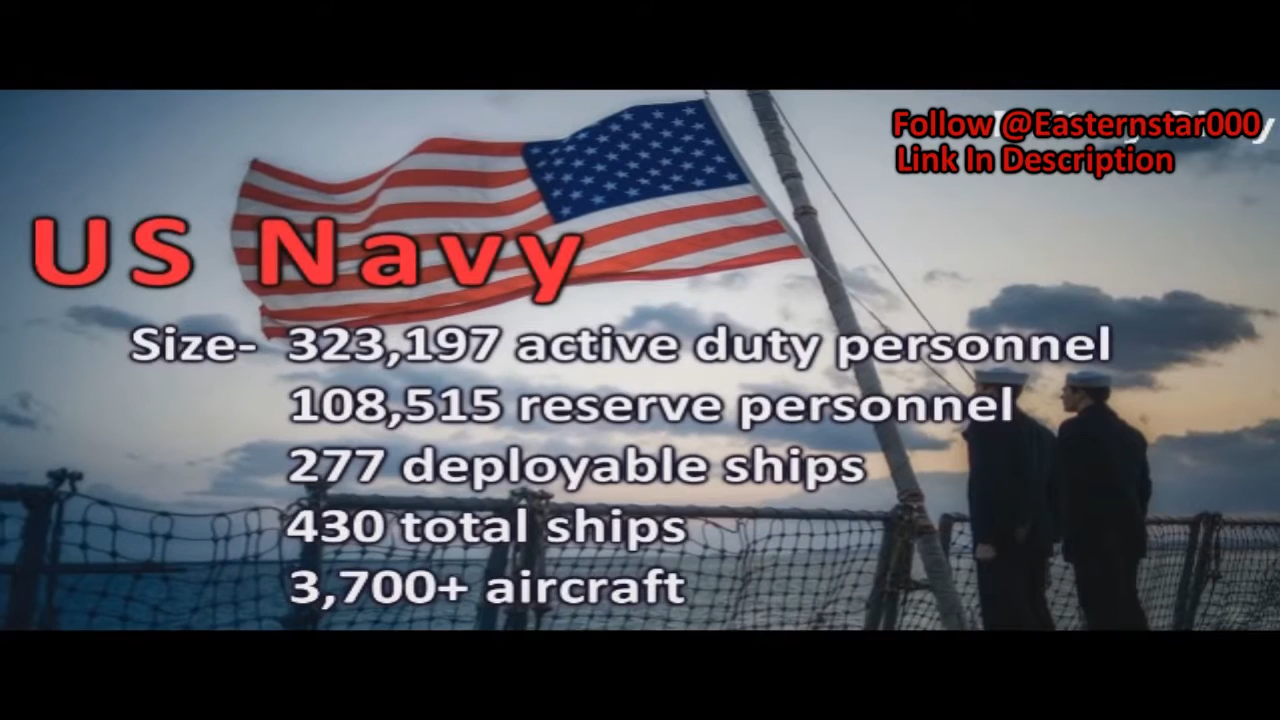 Follow @Easternstar000
Link In Description
US Navy
Size- 323,197 active duty personnel
108,515 reserve personnel
277 deployable ships
430 total ships
3,700+ aircraft